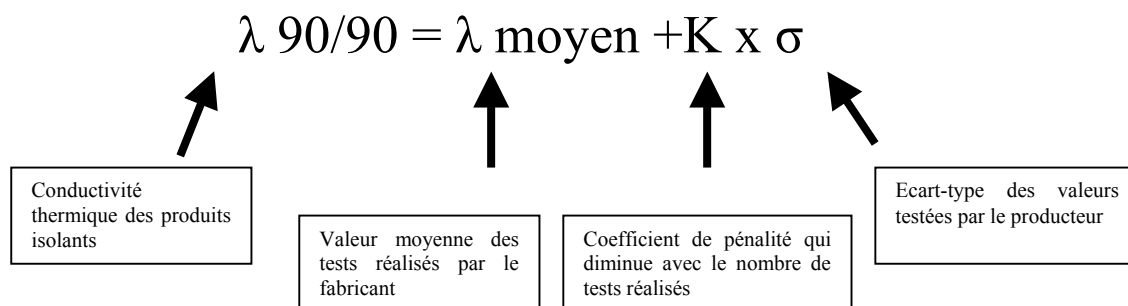 λ 90/90 = λ moyen +K x σ
Conductivité
thermique des produits
isolants
Valeur moyenne des
tests réalisés par le
fabricant
Coefficient de pénalité qui
diminue avec le nombre de
tests réalisés
Ecart-type des valeurs
testées par le producteur